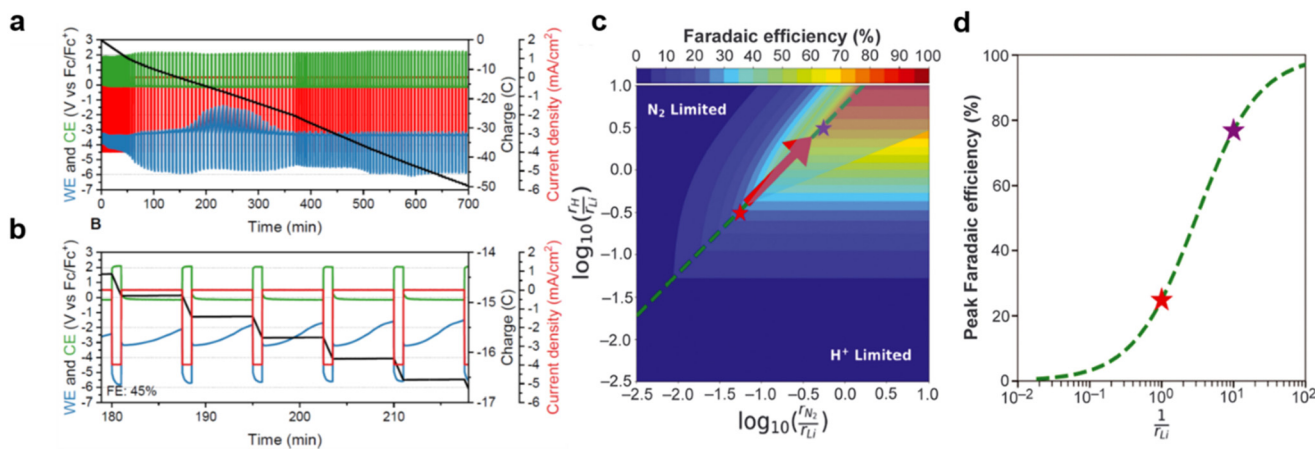 a
WE and CE (V vs Fc/Fc+)
3
2
1
0
-1
-2
-3
-4
-5
-6
-7
0
-10
-20
-30
-40
-50
Charge (C)
2
1
0
-1
-2
-3
-4
-5
-6
Current density (mA/cm²)
0 100 200 300 400 500 600 700
Time (min)
b
B
WE and CE (V vs Fc/Fc+)
3
2
1
0
-1
-2
-3
-4
-5
-6
-7
FE: 45%
-14
-15
-16
-17
Charge (C)
2
1
0
-1
-2
-3
-4
-5
-6
Current density (mA/cm²)
180 190 200 210
Time (min)
c
Faradaic efficiency (%)
0 10 20 30 40 50 60 70 80 90 100
log₁₀(r_H/r_Li)
1.0
0.5
0.0
−0.5
−1.0
−1.5
−2.0
−2.5
N₂ Limited
H⁺ Limited
−2.5 −2.0 −1.5 −1.0 −0.5 0.0 0.5 1.0
log₁₀(r_N₂/r_Li)
d
Peak Faradaic efficiency (%)
100
80
60
40
20
0
10⁻² 10⁻¹ 10⁰ 10¹ 10²
1/r_Li